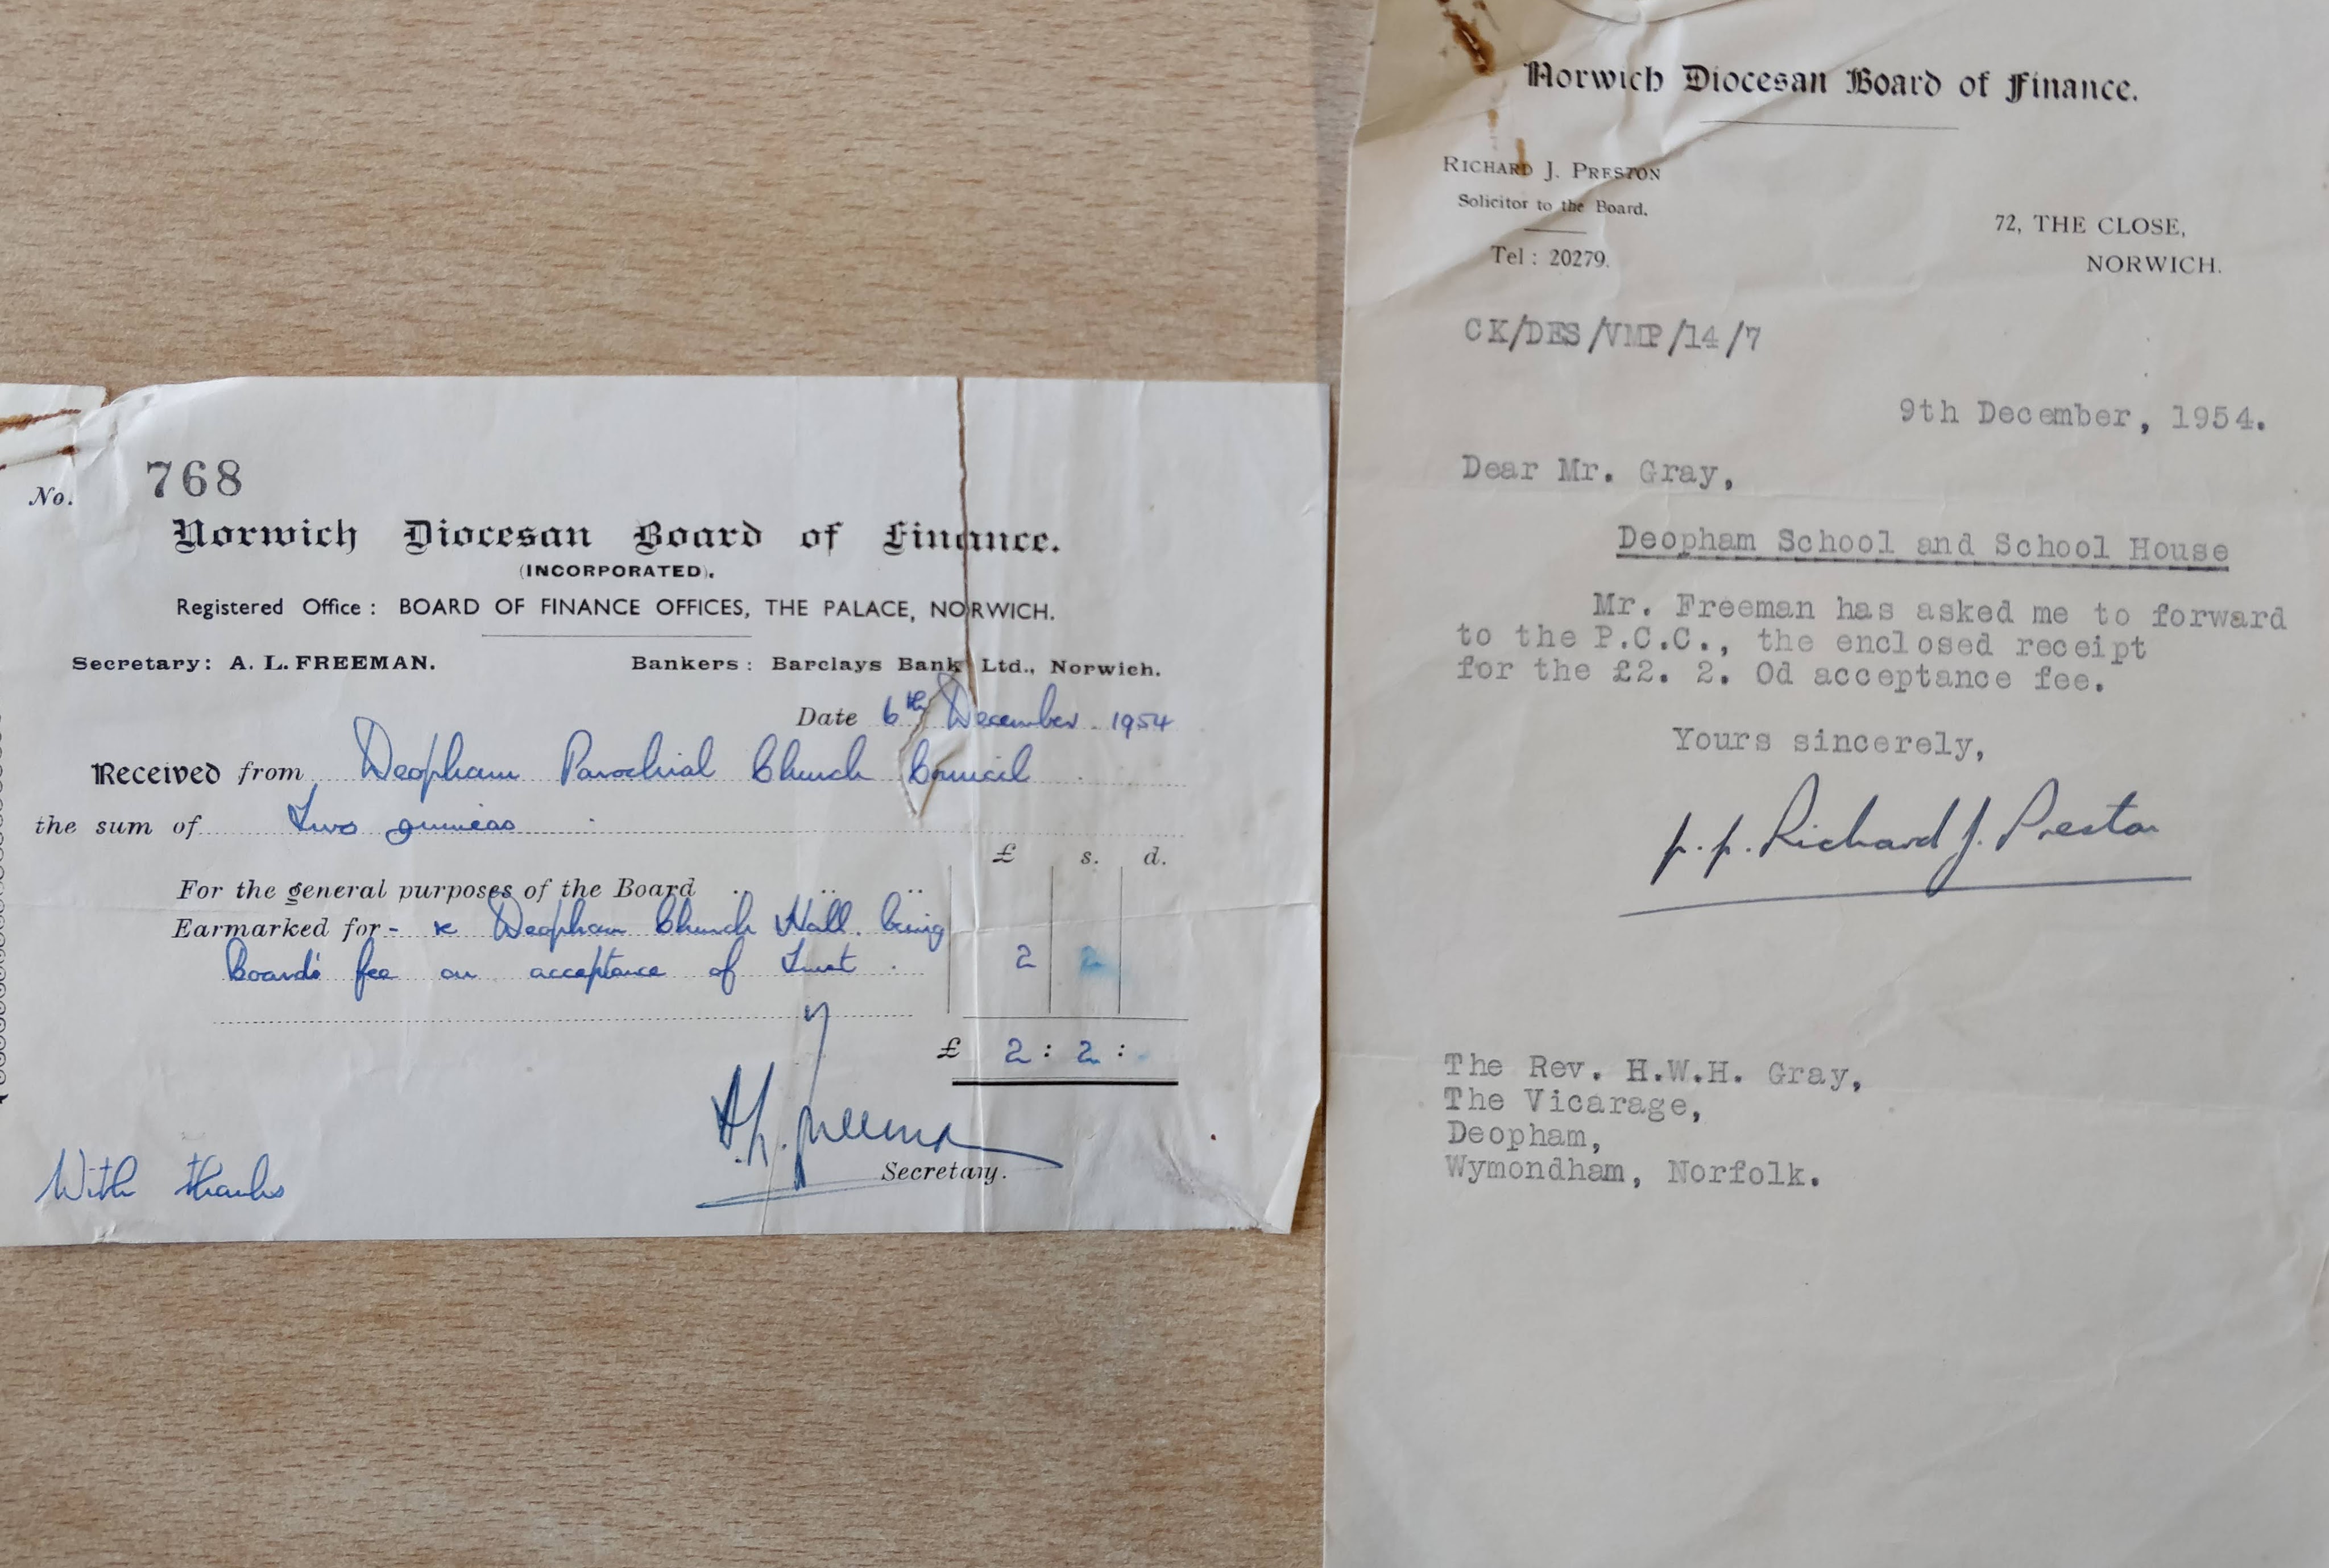 No. 768
Norwich Diocesan Board of Finance.
(INCORPORATED).
Registered Office : BOARD OF FINANCE OFFICES, THE PALACE, NORWICH.
Secretary: A. L. FREEMAN. Bankers : Barclays Bank Ltd., Norwich.
Date 6th December 1954
Received from Deopham Parochial Church Council
the sum of Two guineas
£ s. d.
For the general purposes of the Board .. .. ..
Earmarked for - re Deopham Church Hall. being
Board's fee on acceptance of Trust . 2 2
£ 2 : 2 : -
A.L. Freeman
Secretary.
With thanks
Norwich Diocesan Board of Finance.
RICHARD J. PRESTON
Solicitor to the Board.
Tel : 20279.
72, THE CLOSE,
NORWICH.
CK/DES/VMP/14/7
9th December, 1954.
Dear Mr. Gray,
Deopham School and School House
Mr. Freeman has asked me to forward
to the P.C.C., the enclosed receipt
for the £2. 2. 0d acceptance fee.
Yours sincerely,
p.p. Richard J. Preston
The Rev. H.W.H. Gray,
The Vicarage,
Deopham,
Wymondham, Norfolk.